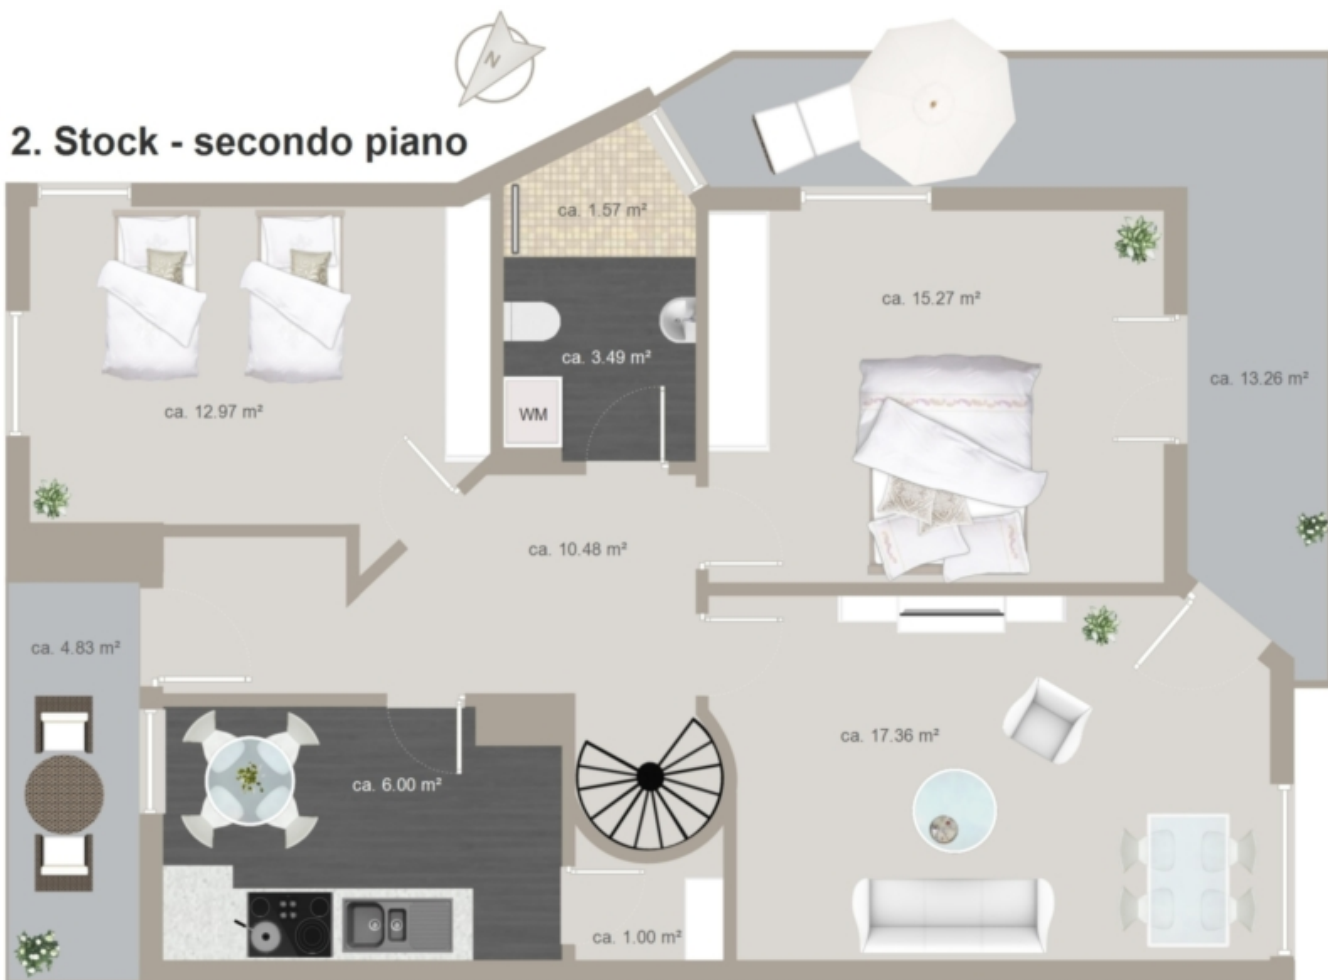 N
2. Stock - secondo piano
ca. 1.57 m²
ca. 15.27 m²
ca. 3.49 m²
ca. 13.26 m²
ca. 12.97 m²
WM
ca. 10.48 m²
ca. 4.83 m²
ca. 17.36 m²
ca. 6.00 m²
ca. 1.00 m²